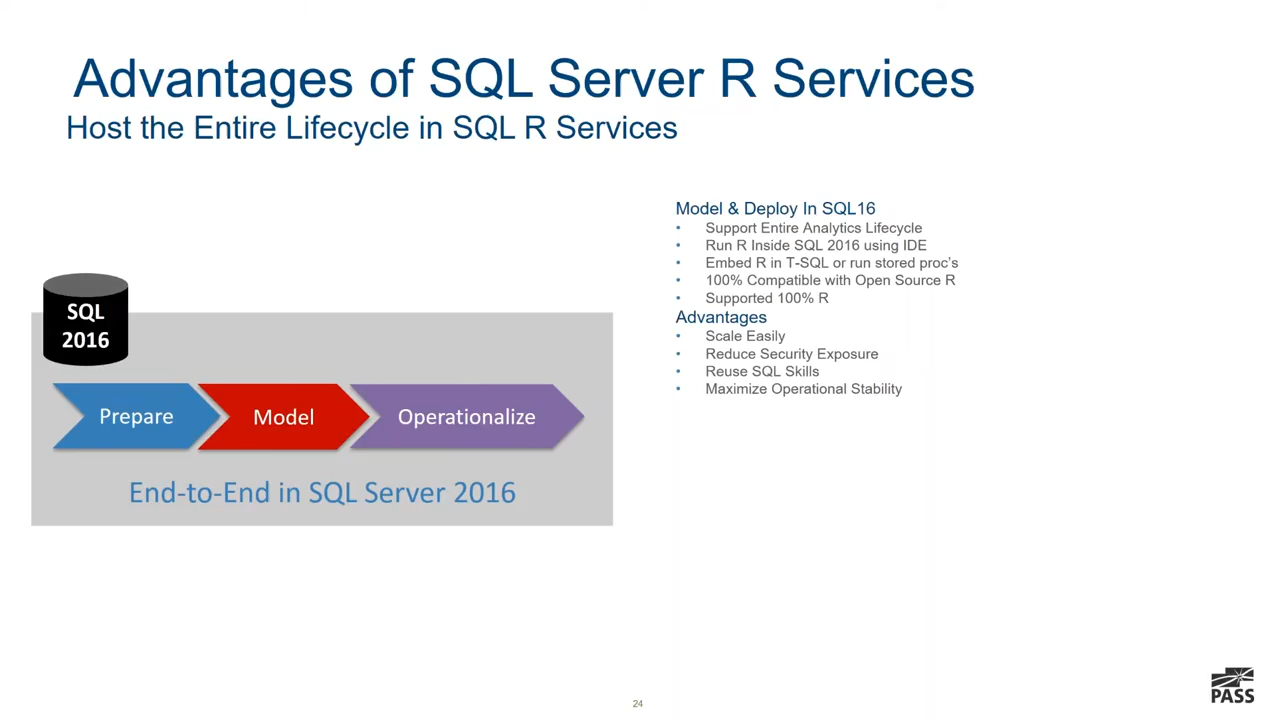 Advantages of SQL Server R Services
Host the Entire Lifecycle in SQL R Services
SQL
2016
Prepare
Model
Operationalize
End-to-End in SQL Server 2016
Model & Deploy In SQL16
• Support Entire Analytics Lifecycle
• Run R Inside SQL 2016 using IDE
• Embed R in T-SQL or run stored proc’s
• 100% Compatible with Open Source R
• Supported 100% R
Advantages
• Scale Easily
• Reduce Security Exposure
• Reuse SQL Skills
• Maximize Operational Stability
24
PASS